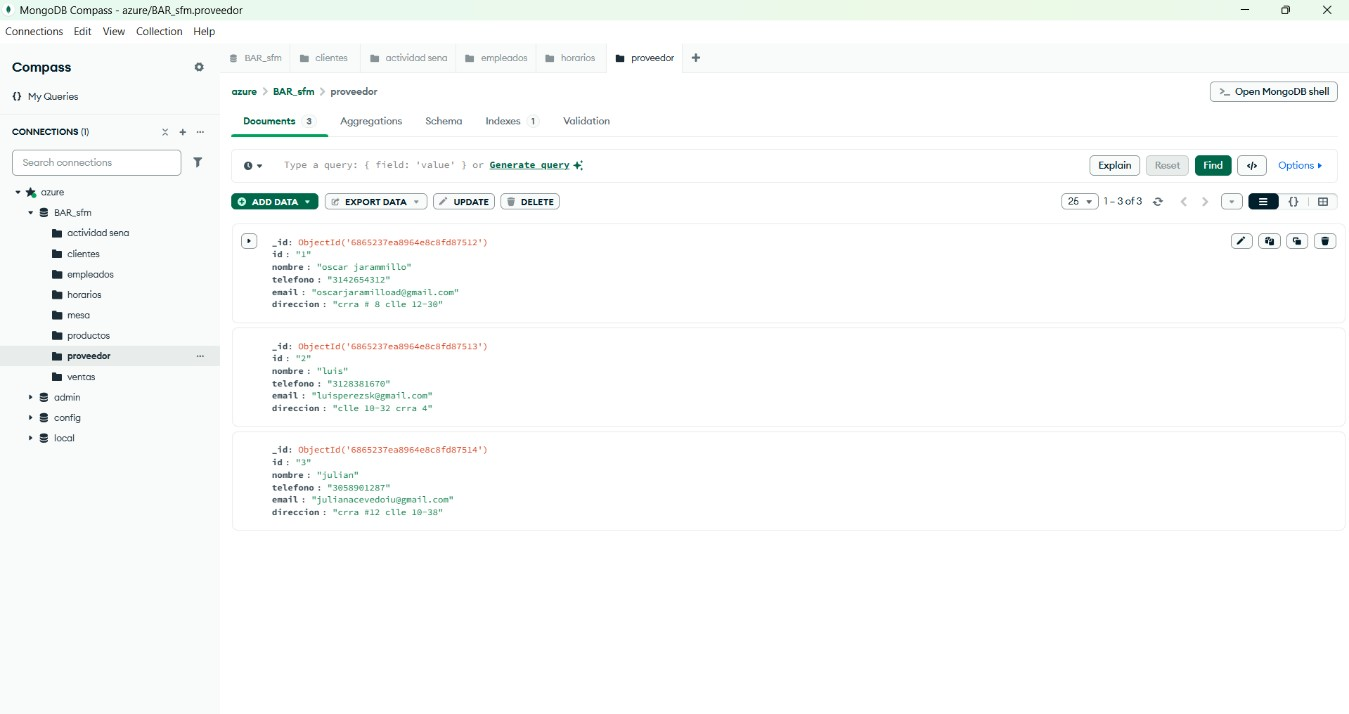 MongoDB Compass - azure/BAR_sfm.proveedor
Connections Edit View Collection Help
Compass
{} My Queries
CONNECTIONS (1)
Search connections
azure
BAR_sfm
actividad sena
clientes
empleados
horarios
mesa
productos
proveedor
ventas
admin
config
local
BAR_sfm clientes actividad sena empleados horarios proveedor +
azure > BAR_sfm > proveedor
>_ Open MongoDB shell
Documents 3 Aggregations Schema Indexes 1 Validation
Type a query: { field: 'value' } or Generate query
Explain Reset Find </> Options
ADD DATA EXPORT DATA UPDATE DELETE
25 1 – 3 of 3 {}
_id: ObjectId('6865237ea8964e8c8fd87512')
id : "1"
nombre : "oscar jarammillo"
telefono : "3142654312"
email : "oscarjaramilload@gmail.com"
direccion : "crra # 8 clle 12-30"
_id: ObjectId('6865237ea8964e8c8fd87513')
id : "2"
nombre : "luis"
telefono : "3128381670"
email : "luisperezsk@gmail.com"
direccion : "clle 10-32 crra 4"
_id: ObjectId('6865237ea8964e8c8fd87514')
id : "3"
nombre : "julian"
telefono : "3058901287"
email : "julianacevedoiu@gmail.com"
direccion : "crra #12 clle 10-38"